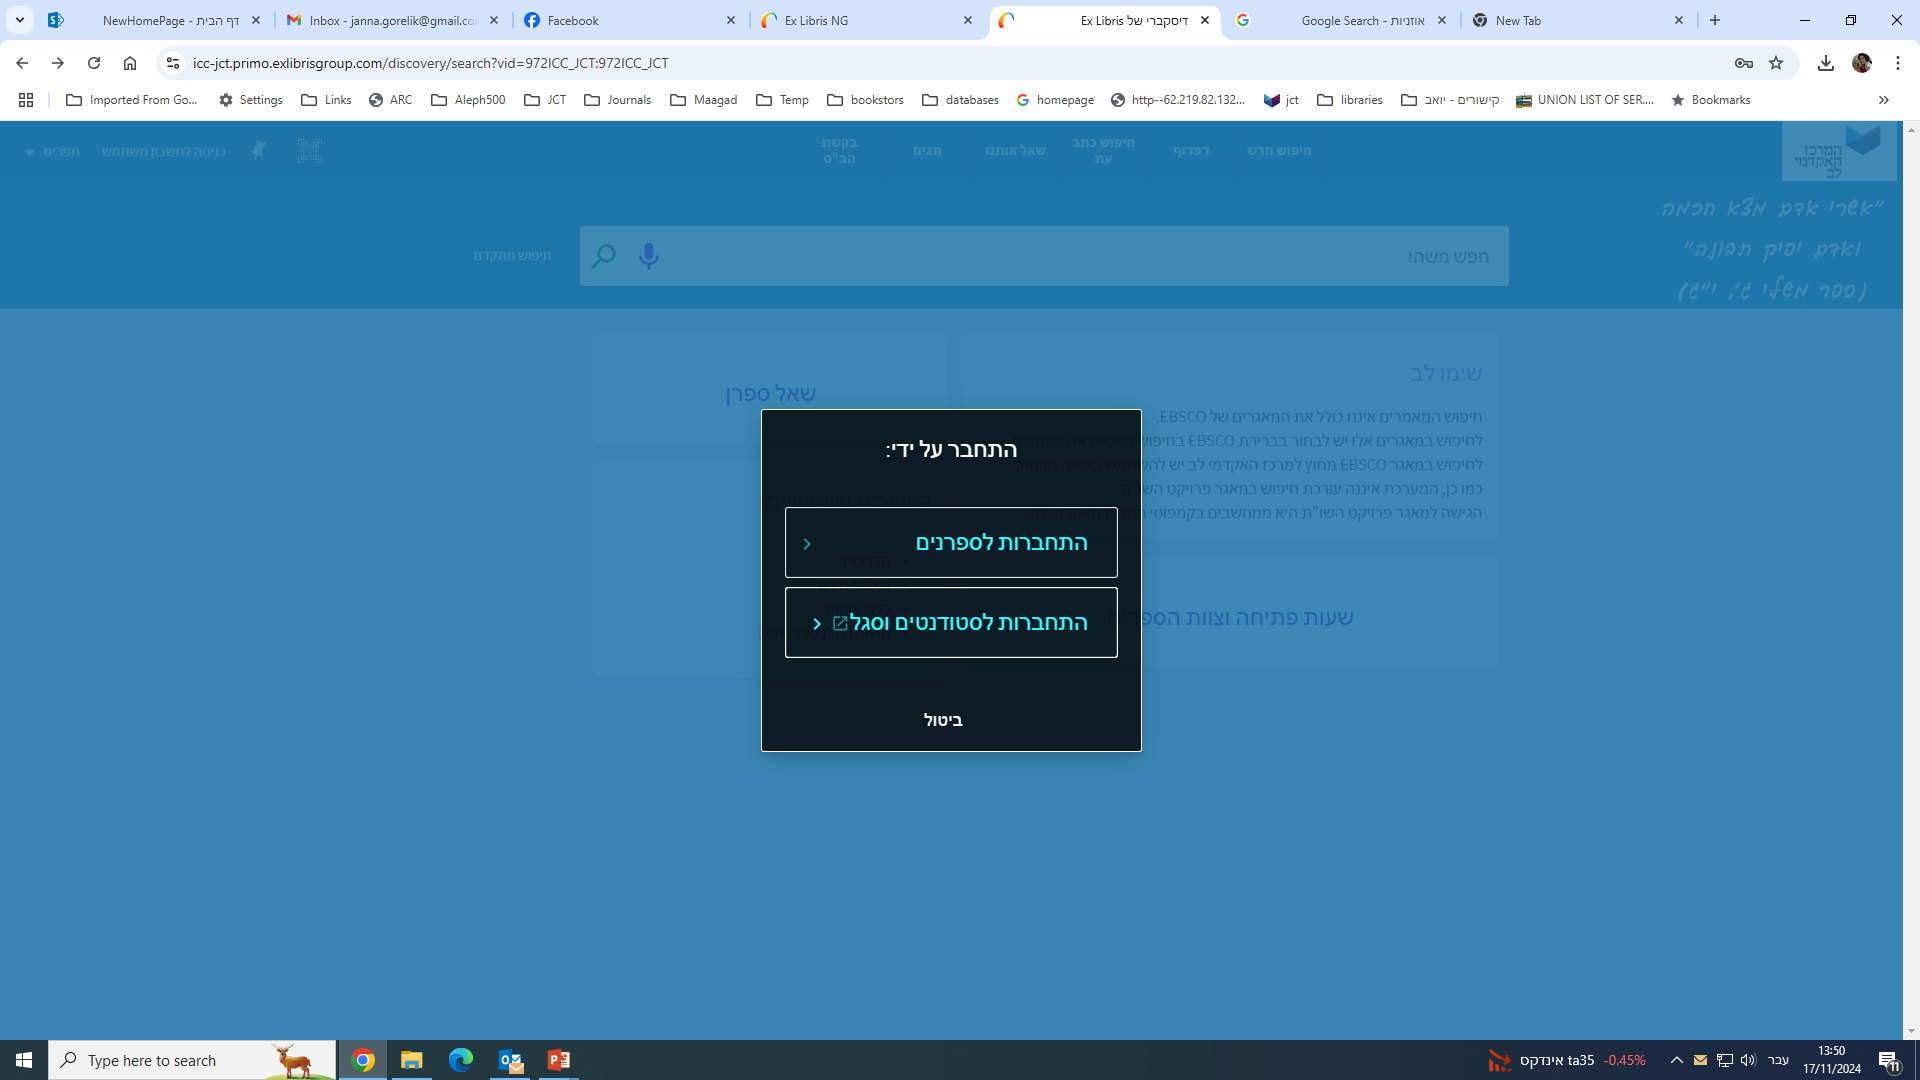 NewHomePage - דף הבית
Inbox - janna.gorelik@gmail.co
Facebook
Ex Libris NG
דיסקברי של Ex Libris
אוזניות - Google Search
New Tab
icc-jct.primo.exlibrisgroup.com/discovery/search?vid=972ICC_JCT:972ICC_JCT
Imported From Go...
Settings
Links
ARC
Aleph500
JCT
Journals
Maagad
Temp
bookstors
databases
homepage
http--62.219.82.132...
jct
libraries
קישורים - יואב
UNION LIST OF SER....
Bookmarks
המרכז
האקדמי
לב
חיפוש חדש
דפדוף
חיפוש כתב
עת
שאל אותנו
תגים
בקשת
הב"ס
כניסה לחשבון משתמש
תפריט
"אשרי אדם מצא חכמה
ואדם יפיק תבונה"
(ספר משלי ג', י"ג)
חפש משהו
חיפוש מתקדם
שימו לב
חיפוש המאמרים איננו כולל את המאגרים של EBSCO.
לחיפוש במאגרים אלו יש לבחור בברירת EBSCO בחיפוש
לחיפוש במאגר EBSCO מחוץ למרכז האקדמי לב יש
כמו כן, המערכת איננה עורכת חיפוש במאגר פרויקט
הגישה למאגר פרויקט השו"ת היא ממחשבים בקמפוסי
שאל ספרן
שעות פתיחה וצוות הספריה
התחבר על ידי:
התחברות לספרנים
התחברות לסטודנטים וסגל
ביטול
Type here to search
אינדקס ta35 -0.45%
עבר
13:50
17/11/2024
11